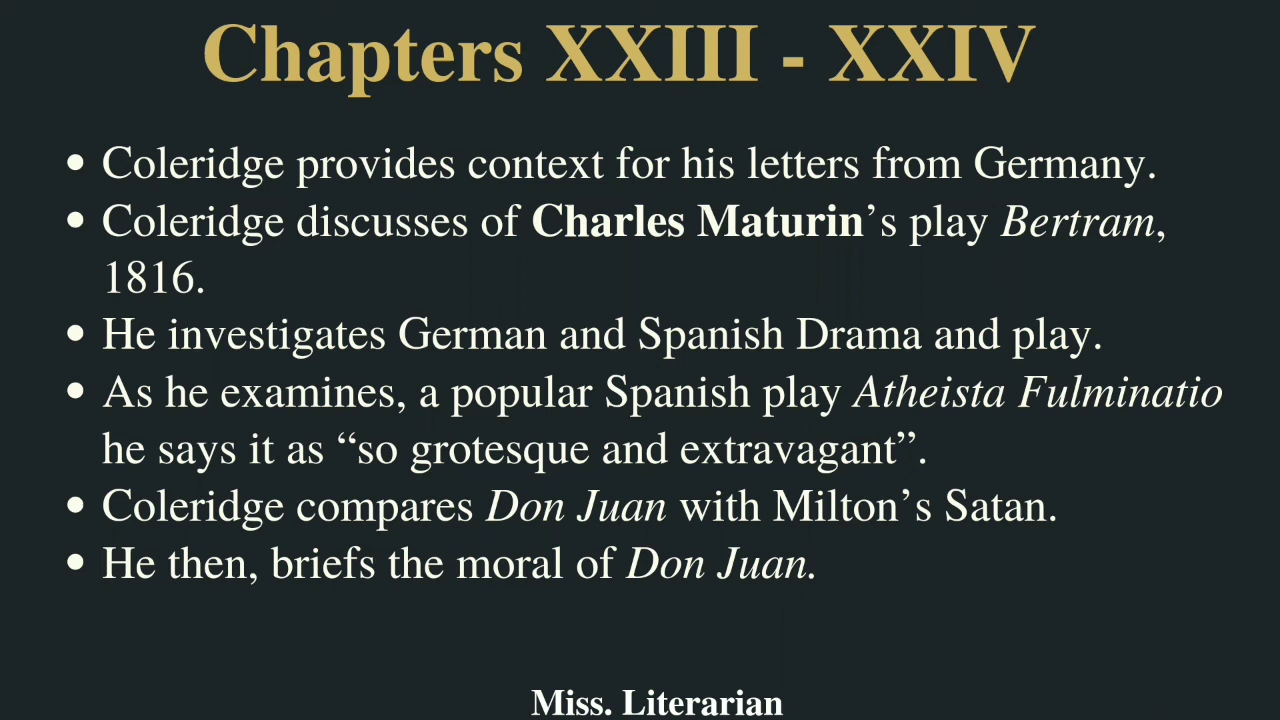 Chapters XXIII - XXIV
• Coleridge provides context for his letters from Germany.
• Coleridge discusses of Charles Maturin’s play Bertram,
1816.
• He investigates German and Spanish Drama and play.
• As he examines, a popular Spanish play Atheista Fulminatio
he says it as “so grotesque and extravagant”.
• Coleridge compares Don Juan with Milton’s Satan.
• He then, briefs the moral of Don Juan.
Miss. Literarian